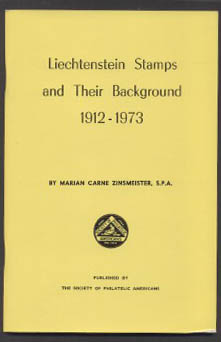 Liechtenstein Stamps
and Their Background
1912-1973
BY MARIAN CARNE ZINSMEISTER, S.P.A.
PUBLISHED BY
THE SOCIETY OF PHILATELIC AMERICANS